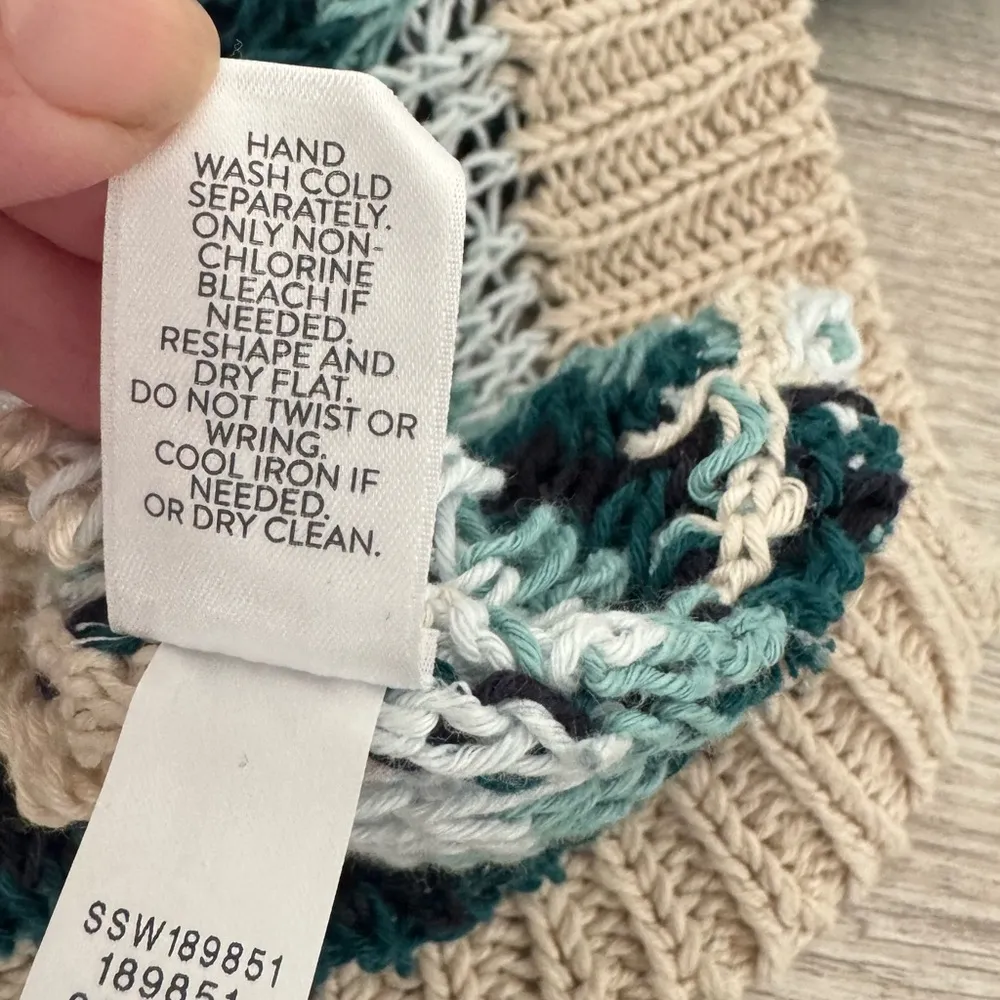 HAND
WASH COLD
SEPARATELY.
ONLY NON-
CHLORINE
BLEACH IF
NEEDED.
RESHAPE AND
DRY FLAT.
DO NOT TWIST OR
WRING.
COOL IRON IF
NEEDED.
OR DRY CLEAN.
SSW189851
189851